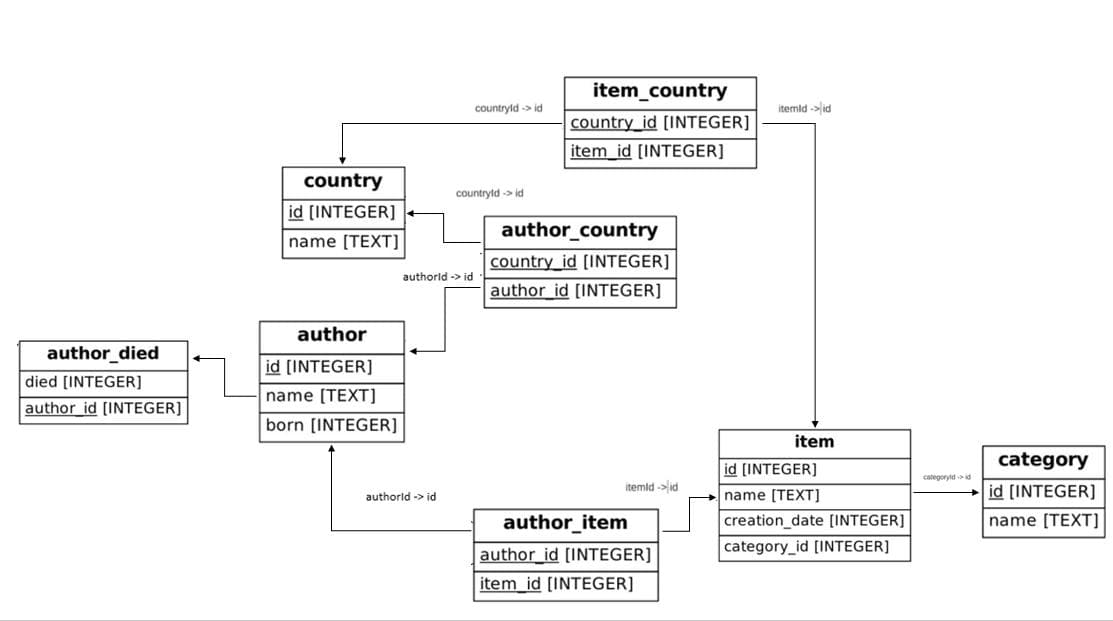 item_country
countryId -> id
itemId -> id
country_id [INTEGER]
item_id [INTEGER]
country
id [INTEGER]
name [TEXT]
countryId -> id
author_country
country_id [INTEGER]
author_id [INTEGER]
authorId -> id
author
id [INTEGER]
name [TEXT]
born [INTEGER]
author_died
died [INTEGER]
author_id [INTEGER]
item
id [INTEGER]
name [TEXT]
creation_date [INTEGER]
category_id [INTEGER]
categoryId -> id
category
id [INTEGER]
name [TEXT]
authorId -> id
itemId -> id
author_item
author_id [INTEGER]
item_id [INTEGER]